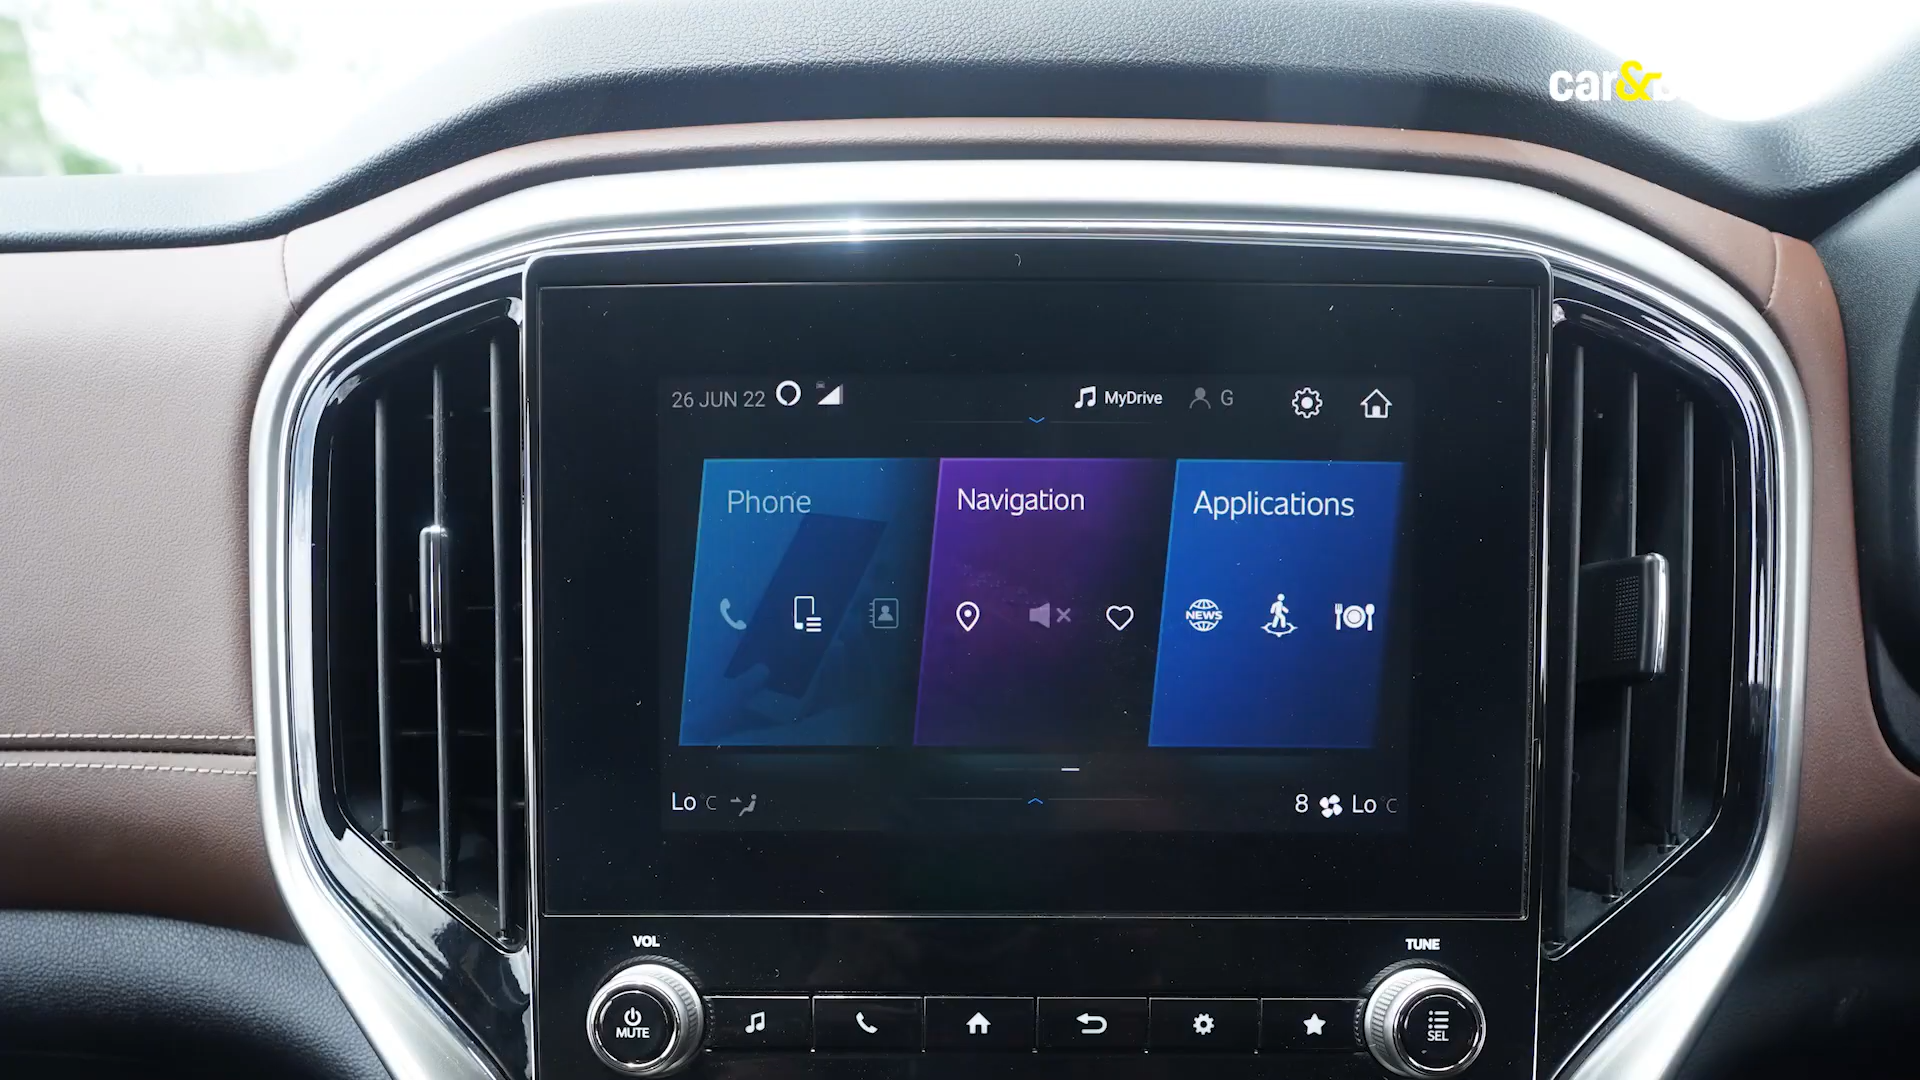 car&
26 JUN 22
MyDrive
G
Phone
Navigation
Applications
NEWS
Lo °C
8 Lo °C
VOL
TUNE
MUTE
SEL